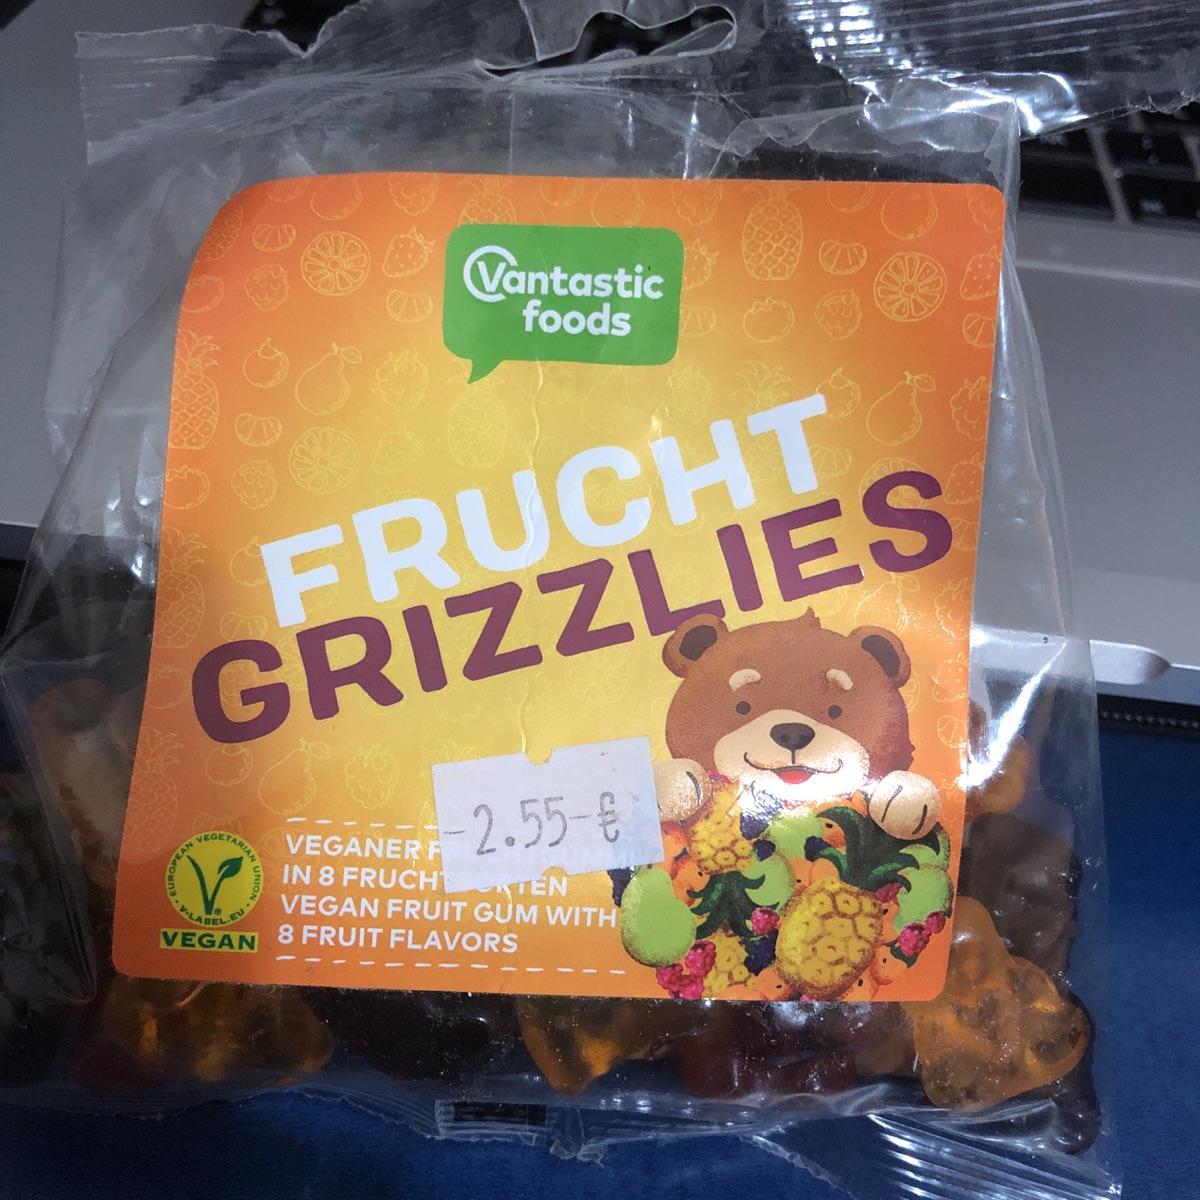 Vantastic
foods
FRUCHT
GRIZZLIES
-2.55-€
VEGANER
IN 8 FRUCHTSORTEN
VEGAN FRUIT GUM WITH
8 FRUIT FLAVORS
EUROPEAN VEGETARIAN UNION
V-LABEL.EU
VEGAN